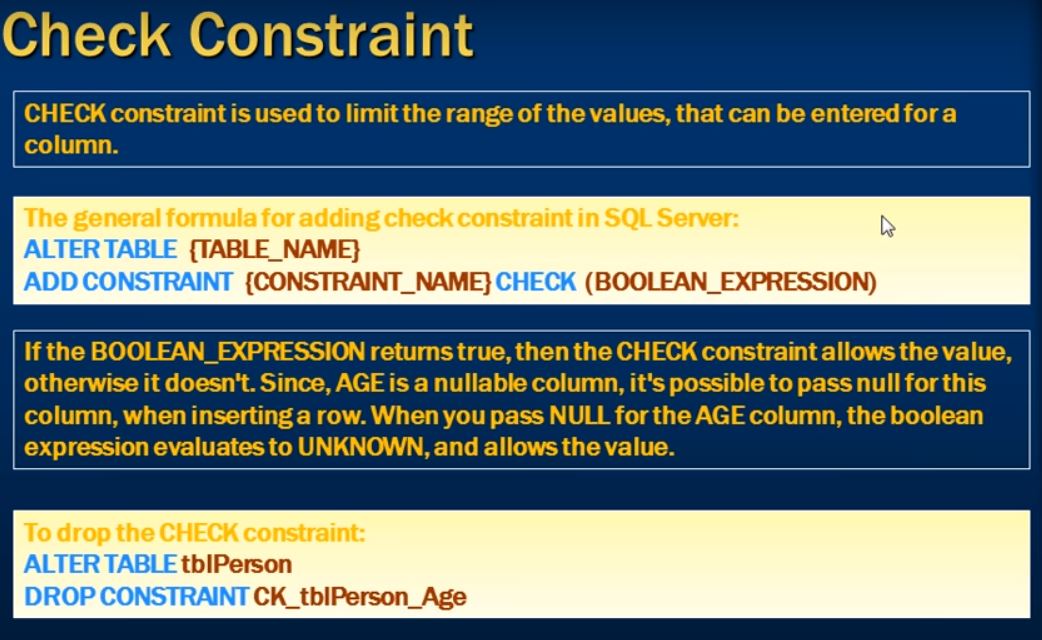 Check Constraint
CHECK constraint is used to limit the range of the values, that can be entered for a
column.
The general formula for adding check constraint in SQL Server:
ALTER TABLE {TABLE_NAME}
ADD CONSTRAINT {CONSTRAINT_NAME} CHECK (BOOLEAN_EXPRESSION)
If the BOOLEAN_EXPRESSION returns true, then the CHECK constraint allows the value,
otherwise it doesn't. Since, AGE is a nullable column, it's possible to pass null for this
column, when inserting a row. When you pass NULL for the AGE column, the boolean
expression evaluates to UNKNOWN, and allows the value.
To drop the CHECK constraint:
ALTER TABLE tblPerson
DROP CONSTRAINT CK_tblPerson_Age